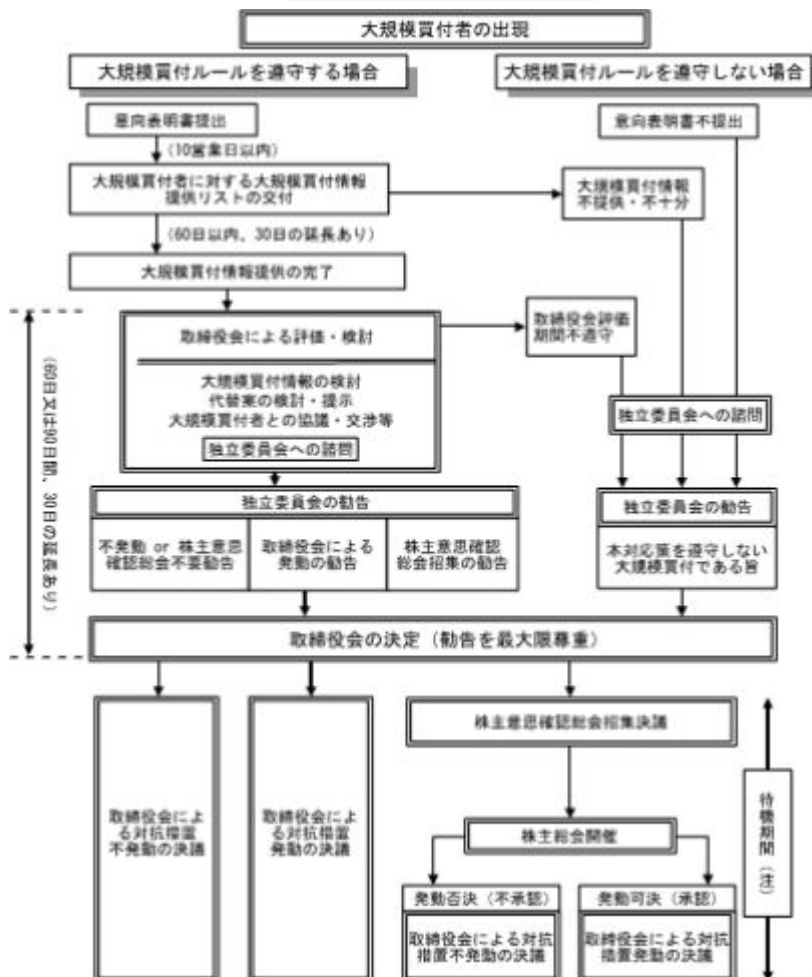 大規模買付者の出現
大規模買付ルールを遵守する場合
大規模買付ルールを遵守しない場合
意向表明書提出
意向表明書不提出
(10営業日以内)
大規模買付者に対する大規模買付情報
提供リストの交付
大規模買付情報
不提供・不十分
(60日以内、30日の延長あり)
大規模買付情報提供の完了
取締役会による評価・検討
取締役会評価
期間不遵守
大規模買付情報の検討
代替案の検討・提示
大規模買付者との協議・交渉等
独立委員会への諮問
独立委員会への諮問
(60日又は90日間、30日の延長あり)
独立委員会の勧告
不発動 or 株主意思
確認総会不要勧告
取締役会による
発動の勧告
株主意思確認
総会招集の勧告
独立委員会の勧告
本対応策を遵守しない
大規模買付である旨
取締役会の決定(勧告を最大限尊重)
取締役会によ
る対抗措置
不発動の決議
取締役会によ
る対抗措置
発動の決議
株主意思確認総会招集決議
株主総会開催
発動否決(不承認)
取締役会による対抗
措置不発動の決議
発動可決(承認)
取締役会による対抗
措置発動の決議
待機期間(注)